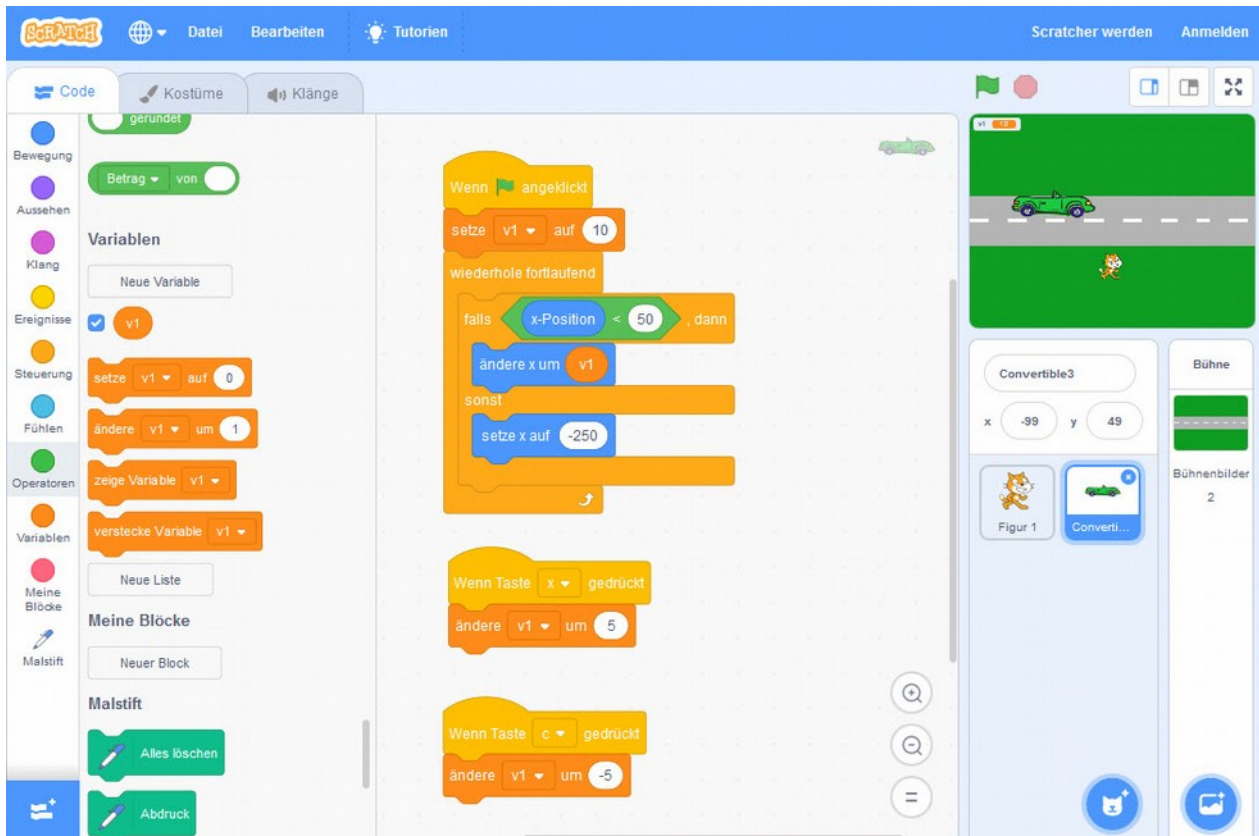 SCRATCH
Datei
Bearbeiten
Tutorien
Scratcher werden
Anmelden
Code
Kostüme
Klänge
Bewegung
Aussehen
Klang
Ereignisse
Steuerung
Fühlen
Operatoren
Variablen
Meine
Blöcke
Malstift
gerundet
Betrag von
Variablen
Neue Variable
v1
setze v1 auf 0
ändere v1 um 1
zeige Variable v1
verstecke Variable v1
Neue Liste
Meine Blöcke
Neuer Block
Malstift
Alles löschen
Abdruck
Wenn angeklickt
setze v1 auf 10
wiederhole fortlaufend
falls x-Position < 50 , dann
ändere x um v1
sonst
setze x auf -250
Wenn Taste x gedrückt
ändere v1 um 5
Wenn Taste c gedrückt
ändere v1 um -5
v1 10
Convertible3
x -99 y 49
Figur 1
Converti...
Bühne
Bühnenbilder
2